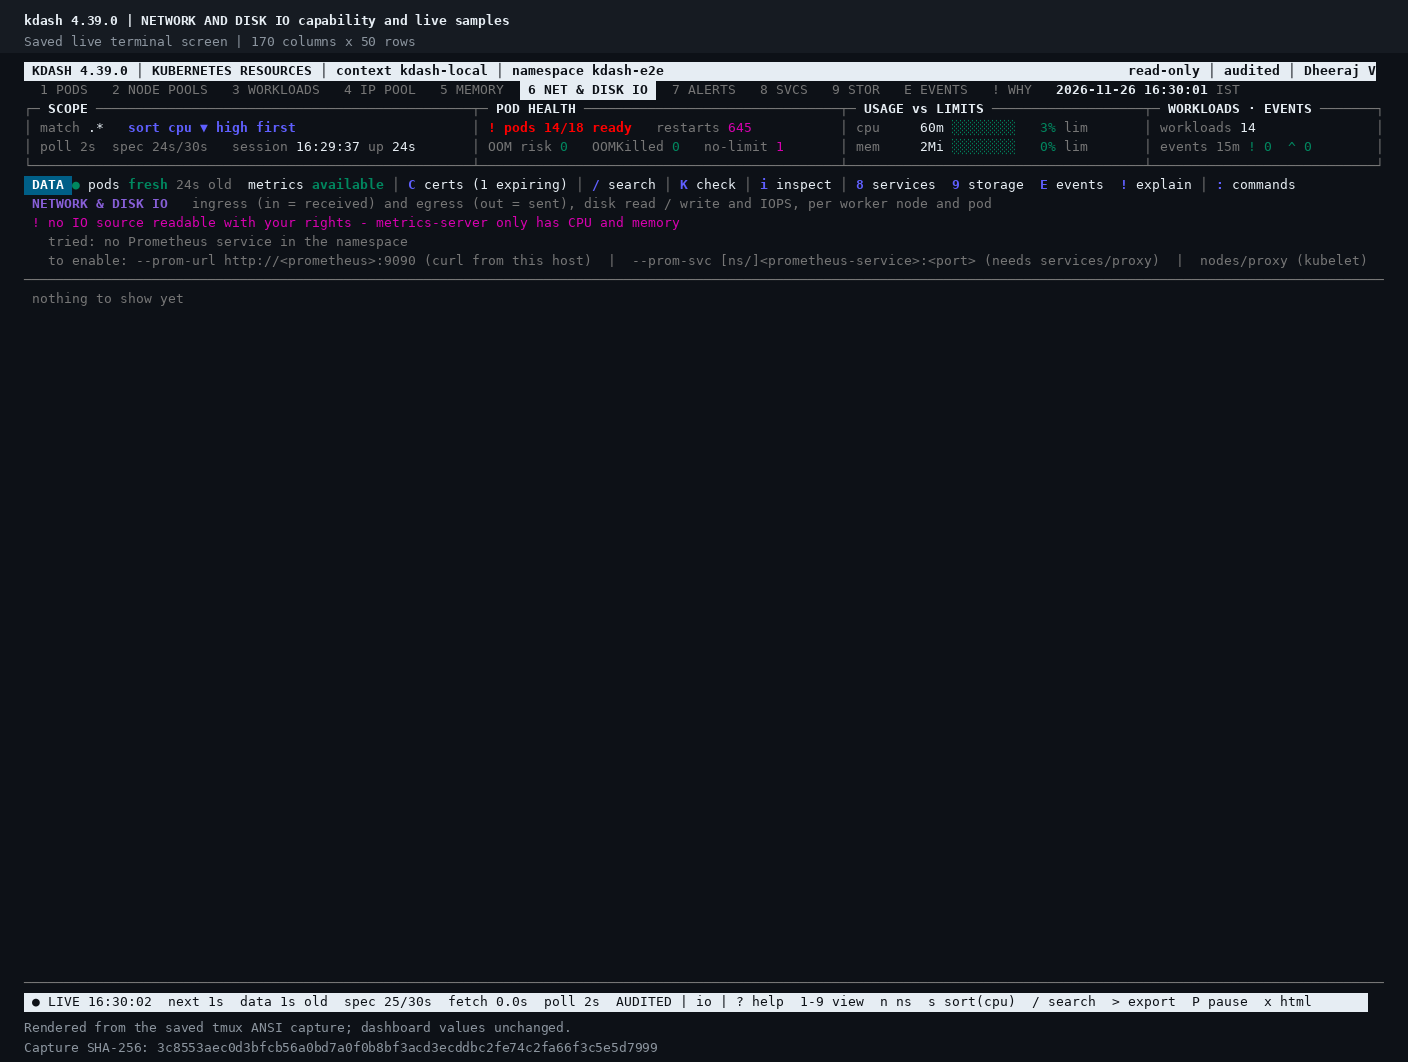 kdash 4.39.0 | NETWORK AND DISK IO capability and live samples
Saved live terminal screen | 170 columns x 50 rows
KDASH 4.39.0 │ KUBERNETES RESOURCES │ context kdash-local │ namespace kdash-e2e read-only │ audited │ Dheeraj V
1 PODS 2 NODE POOLS 3 WORKLOADS 4 IP POOL 5 MEMORY 6 NET & DISK IO 7 ALERTS 8 SVCS 9 STOR E EVENTS ! WHY 2026-11-26 16:30:01 IST
SCOPE POD HEALTH USAGE vs LIMITS WORKLOADS · EVENTS
│ match .* sort cpu ▼ high first │ ! pods 14/18 ready restarts 645 │ cpu 60m ░░░░░░░░ 3% lim │ workloads 14 │
│ poll 2s spec 24s/30s session 16:29:37 up 24s │ OOM risk 0 OOMKilled 0 no-limit 1 │ mem 2Mi ░░░░░░░░ 0% lim │ events 15m ! 0 ^ 0 │
DATA ● pods fresh 24s old metrics available │ C certs (1 expiring) │ / search │ K check │ i inspect │ 8 services 9 storage E events ! explain │ : commands
NETWORK & DISK IO ingress (in = received) and egress (out = sent), disk read / write and IOPS, per worker node and pod
! no IO source readable with your rights - metrics-server only has CPU and memory
tried: no Prometheus service in the namespace
to enable: --prom-url http://<prometheus>:9090 (curl from this host) | --prom-svc [ns/]<prometheus-service>:<port> (needs services/proxy) | nodes/proxy (kubelet)
nothing to show yet
● LIVE 16:30:02 next 1s data 1s old spec 25/30s fetch 0.0s poll 2s AUDITED | io | ? help 1-9 view n ns s sort(cpu) / search > export P pause x html
Rendered from the saved tmux ANSI capture; dashboard values unchanged.
Capture SHA-256: 3c8553aec0d3bfcb56a0bd7a0f0b8bf3acd3ecddbc2fe74c2fa66f3c5e5d7999